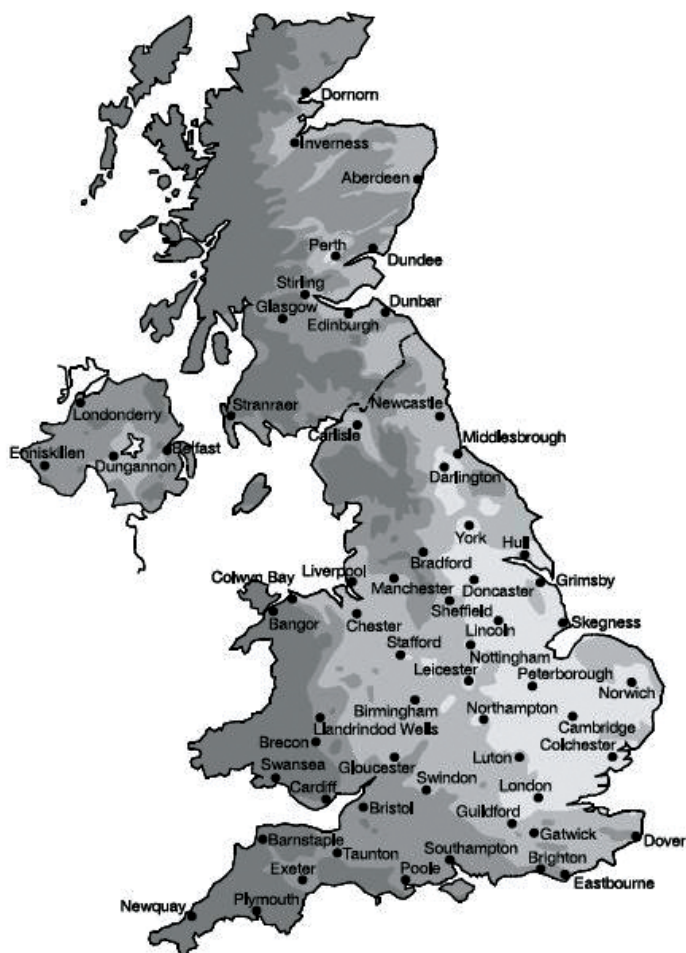 Dornorn
Inverness
Aberdeen
Perth
Dundee
Stirling
Glasgow
Edinburgh
Dunbar
Londonderry
Stranraer
Newcastle
Carlisle
Enniskillen
Dungannon
Belfast
Middlesbrough
Darlington
York
Hull
Bradford
Colwyn Bay
Liverpool
Manchester
Doncaster
Grimsby
Bangor
Chester
Sheffield
Lincoln
Skegness
Stafford
Nottingham
Leicester
Peterborough
Norwich
Birmingham
Northampton
Cambridge
Llandrindod Wells
Brecon
Colchester
Swansea
Gloucester
Luton
Cardiff
Swindon
London
Bristol
Guildford
Gatwick
Dover
Barnstaple
Taunton
Southampton
Exeter
Poole
Brighton
Eastbourne
Newquay
Plymouth